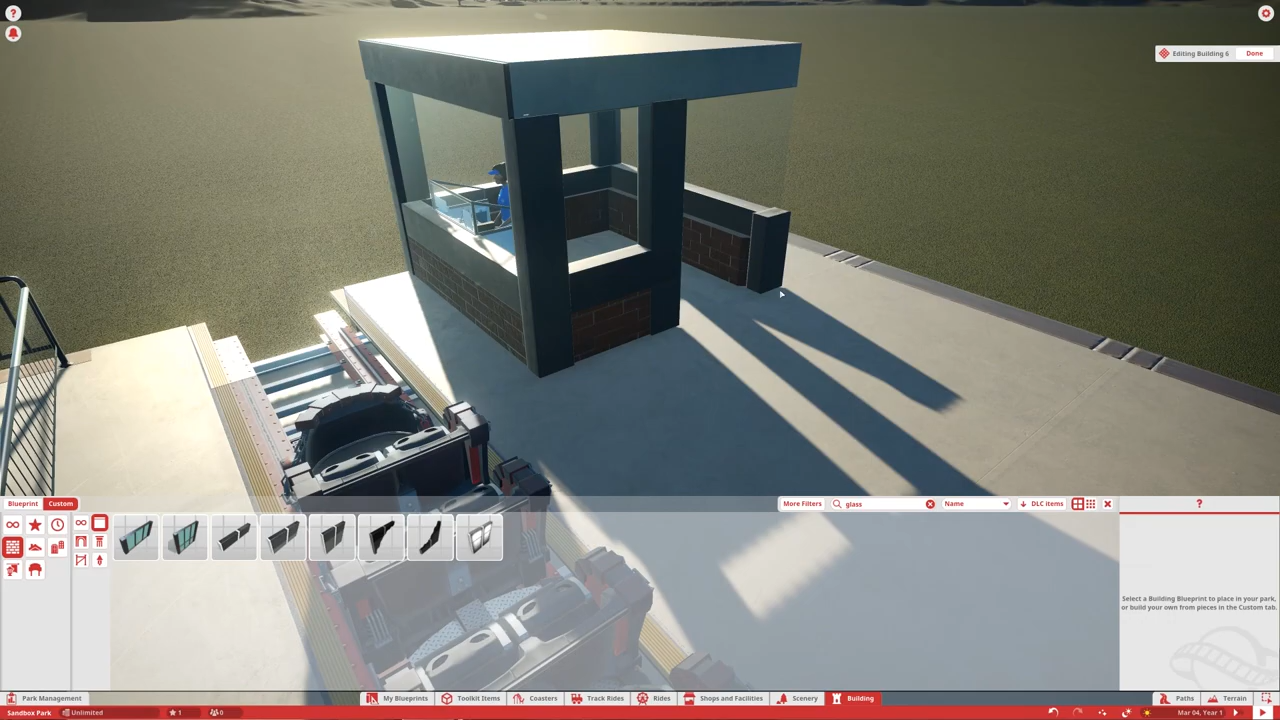 Editing Building 6 Done
Blueprint Custom More Filters glass Name DLC items
Select a Building Blueprint to place in your park,
or build your own from pieces in the Custom tab.
Park Management My Blueprints Toolkit Items Coasters Track Rides Rides Shops and Facilities Scenery Building Paths Terrain
Sandbox Park Unlimited 1 0 Mar 04, Year 1